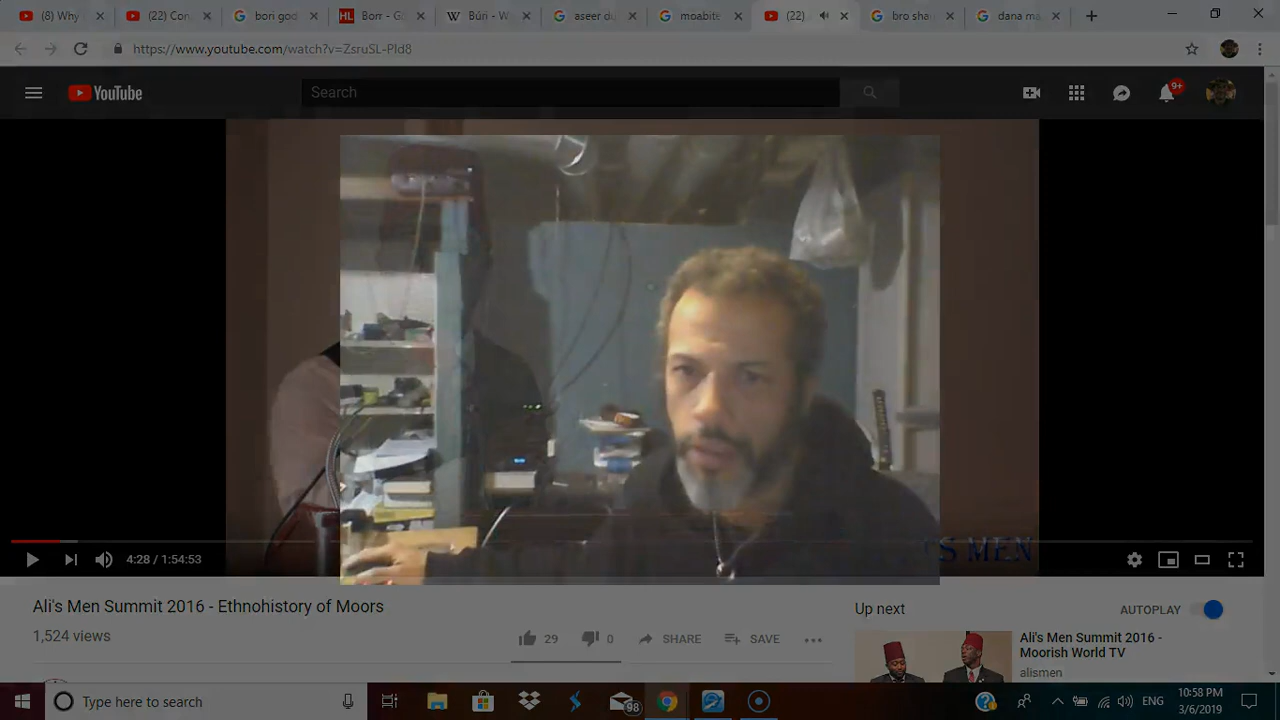 (8) Why
(22) Con
bori god
Borr - G
Búri - W
aseer du
moabite
(22)
bro sha
dana ma
https://www.youtube.com/watch?v=ZsruSL-Pld8
YouTube
Search
9+
S MEN
4:28 / 1:54:53
Ali's Men Summit 2016 - Ethnohistory of Moors
1,524 views
29
0
SHARE
SAVE
Up next
AUTOPLAY
Ali's Men Summit 2016 -
Moorish World TV
alismen
Type here to search
98
ENG
10:58 PM
3/6/2019